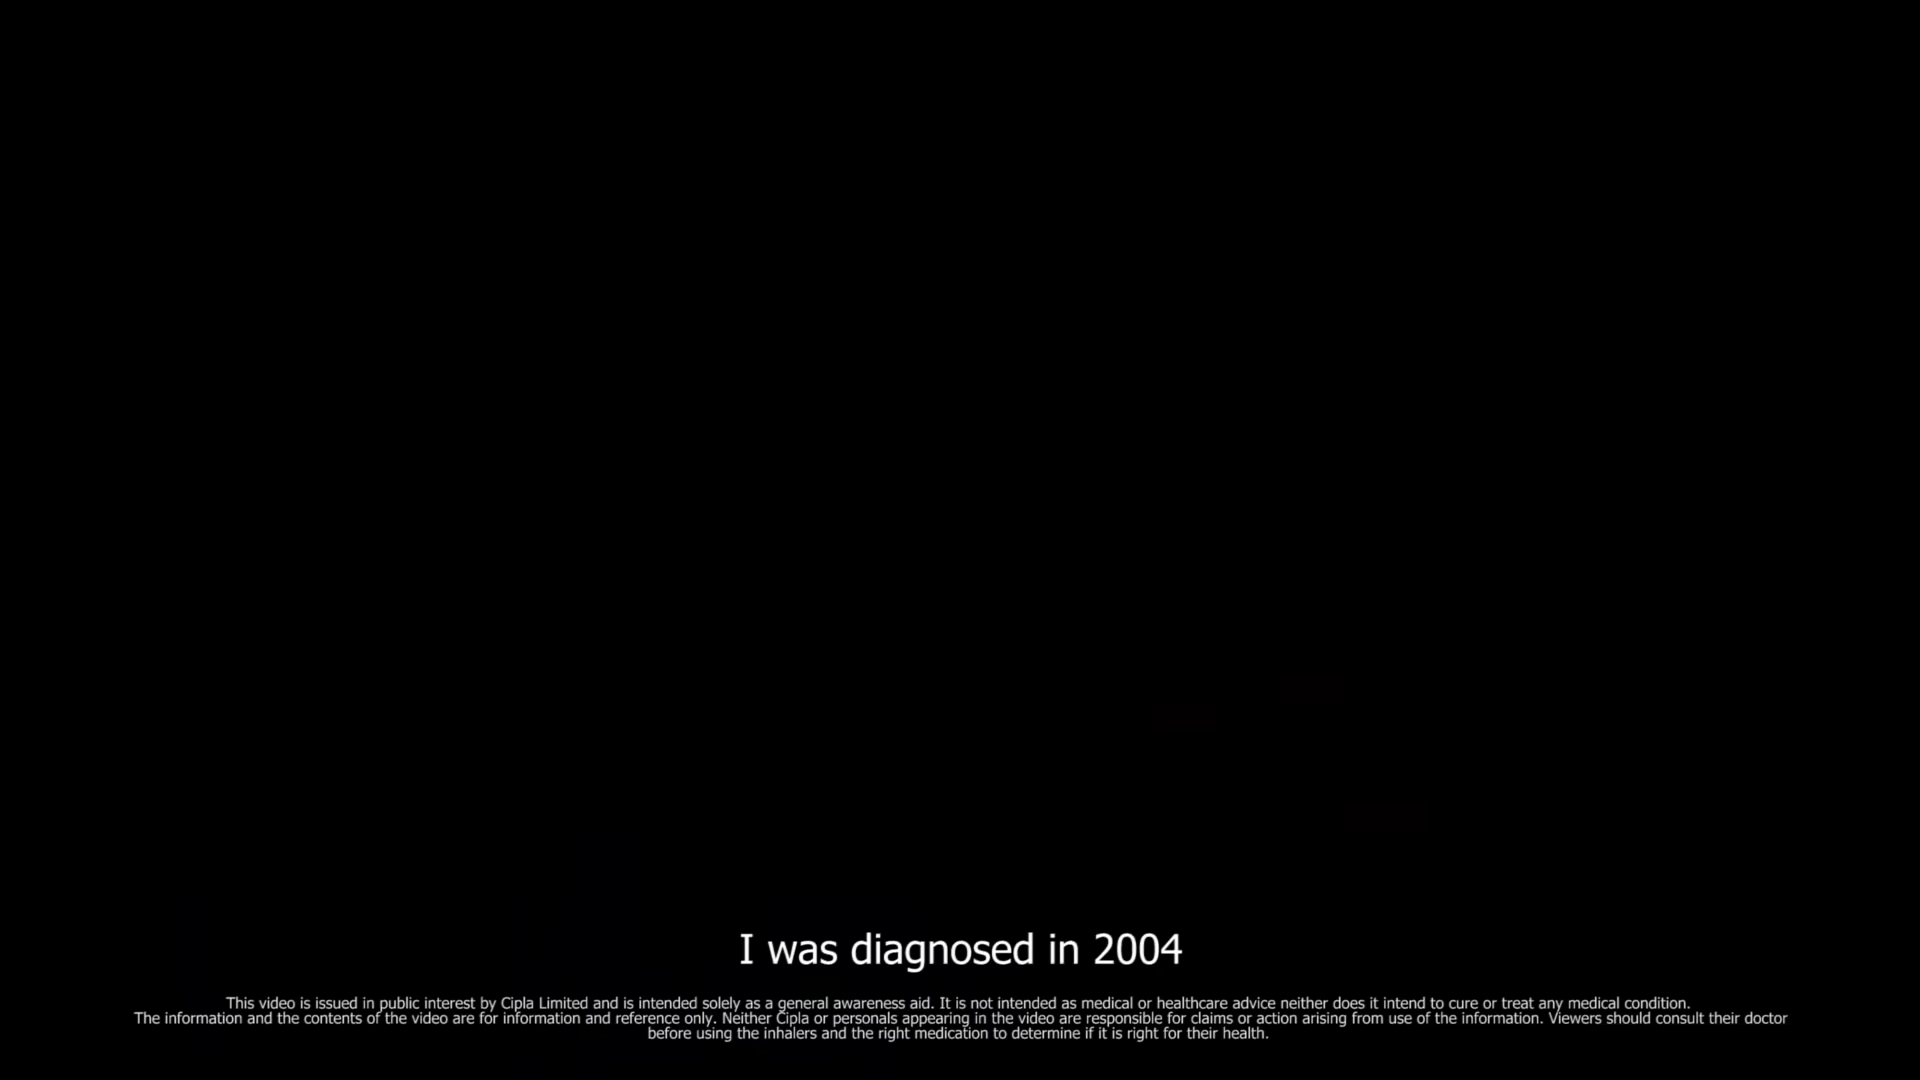 I was diagnosed in 2004
This video is issued in public interest by Cipla Limited and is intended solely as a general awareness aid. It is not intended as medical or healthcare advice neither does it intend to cure or treat any medical condition.
The information and the contents of the video are for information and reference only. Neither Cipla or personals appearing in the video are responsible for claims or action arising from use of the information. Viewers should consult their doctor
before using the inhalers and the right medication to determine if it is right for their health.